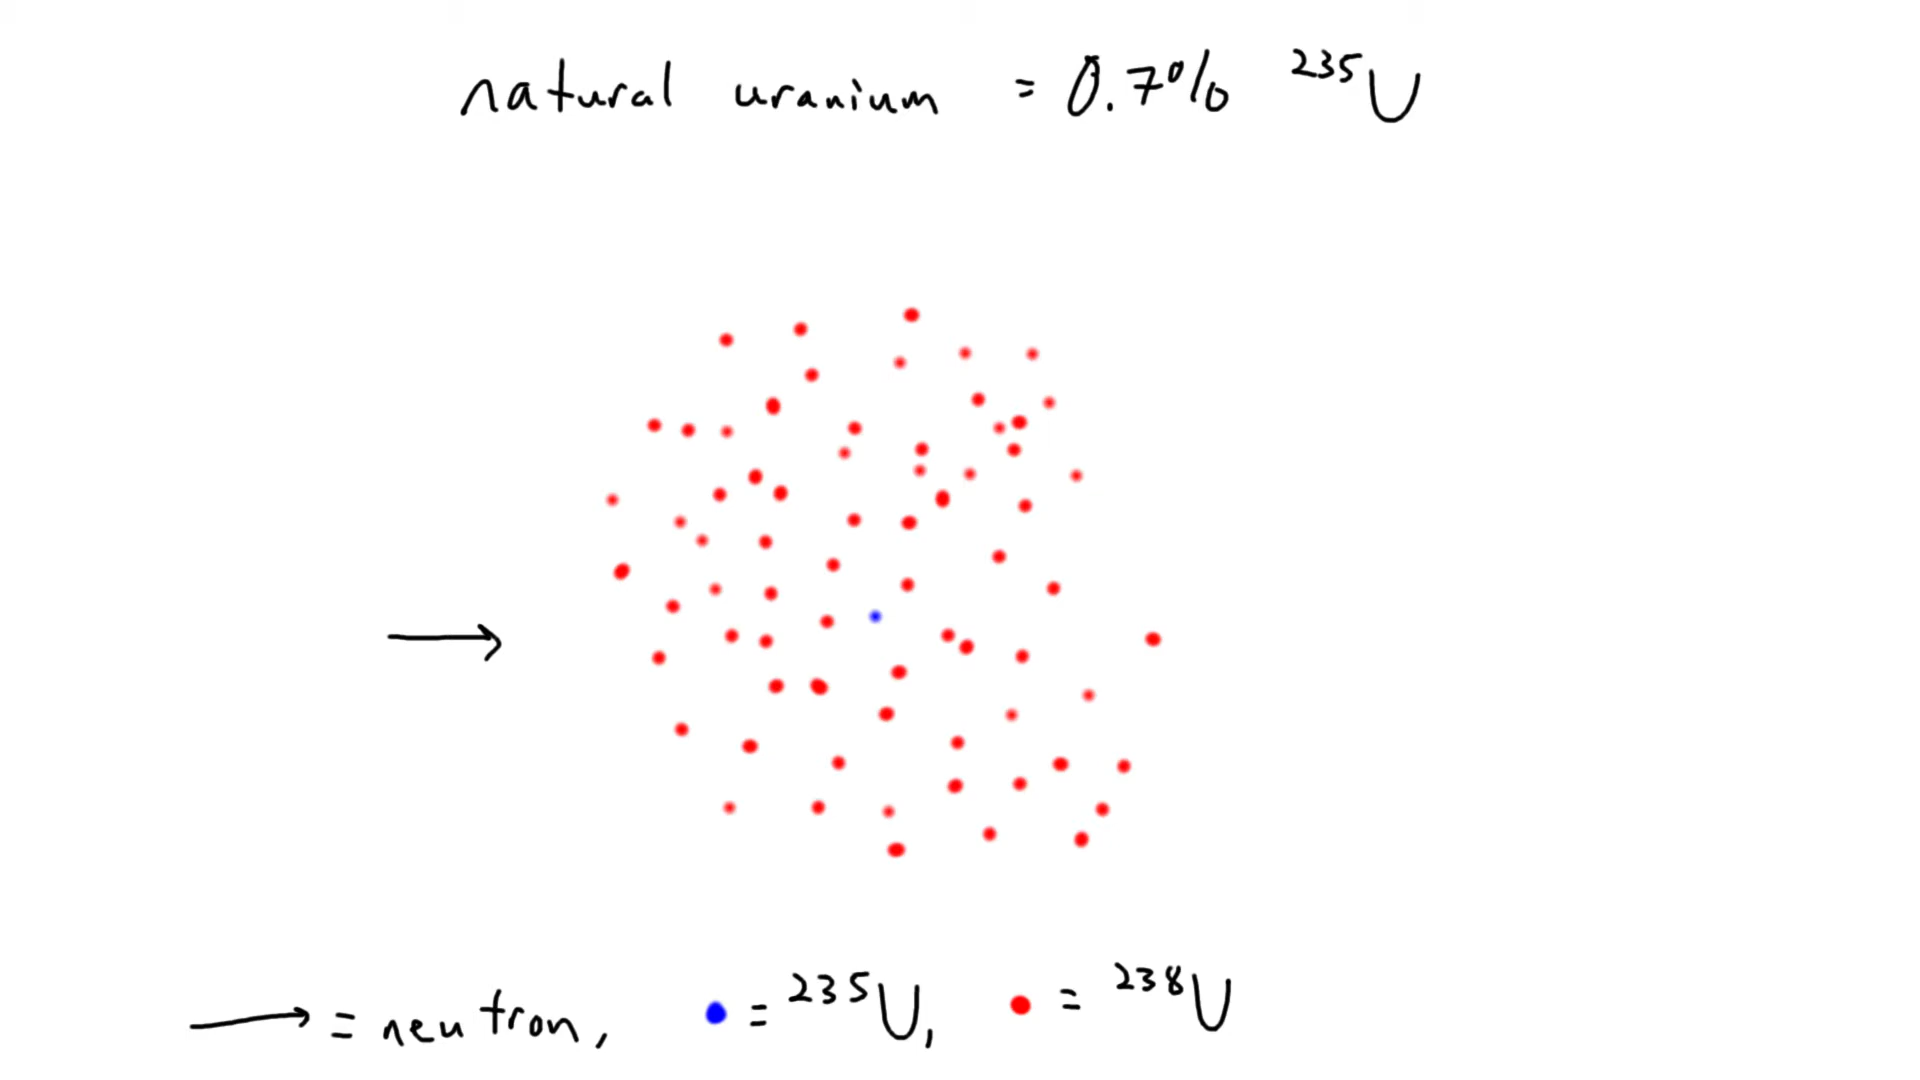 natural uranium = 0.7% ²³⁵U
→ = neutron, • = ²³⁵U, • = ²³⁸U